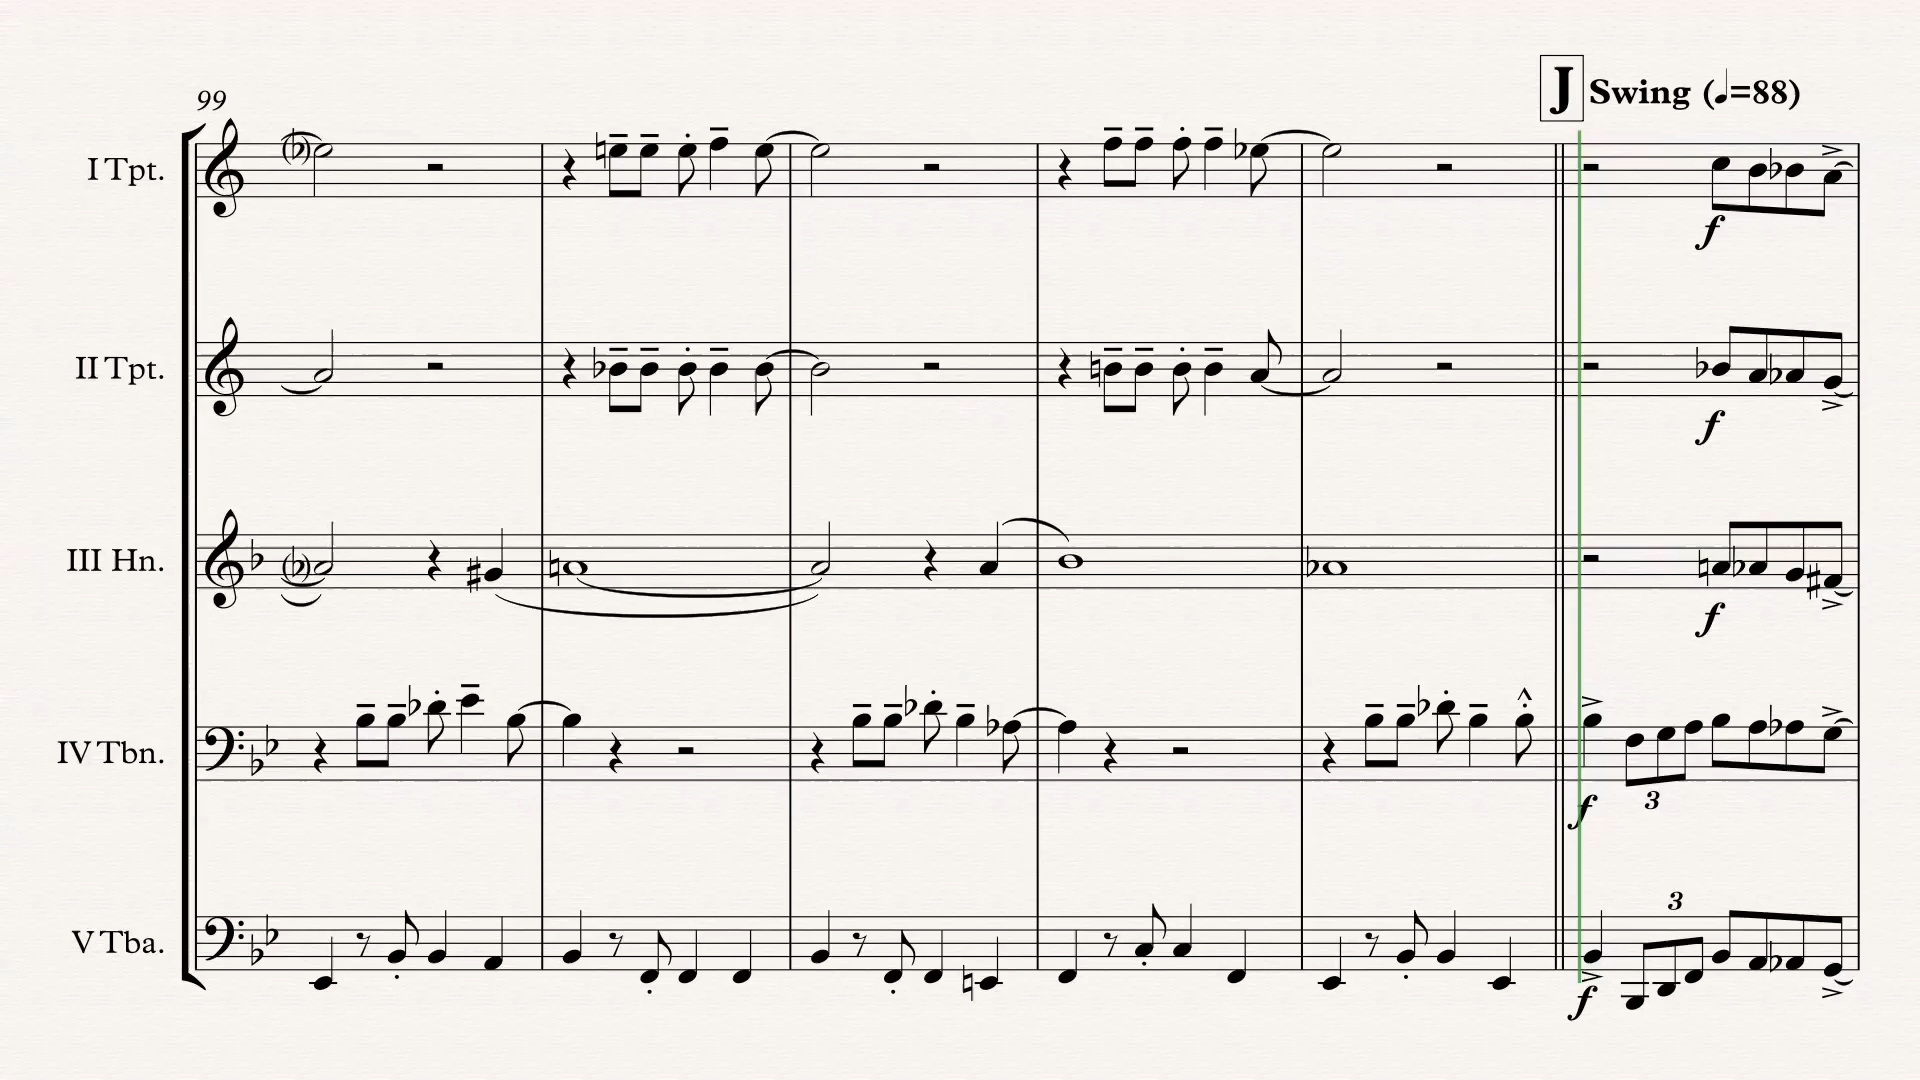 J Swing (♩=88)
99
I Tpt.
f
II Tpt.
f
III Hn.
f
IV Tbn.
f 3
3
V Tba.
f